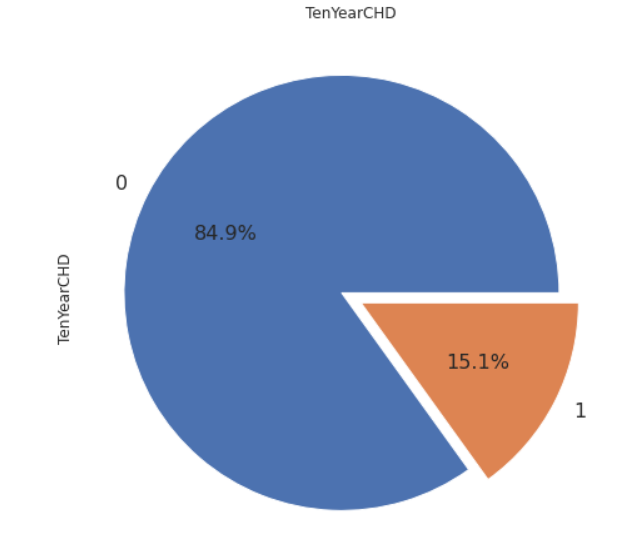 TenYearCHD
0
84.9%
TenYearCHD
15.1%
1